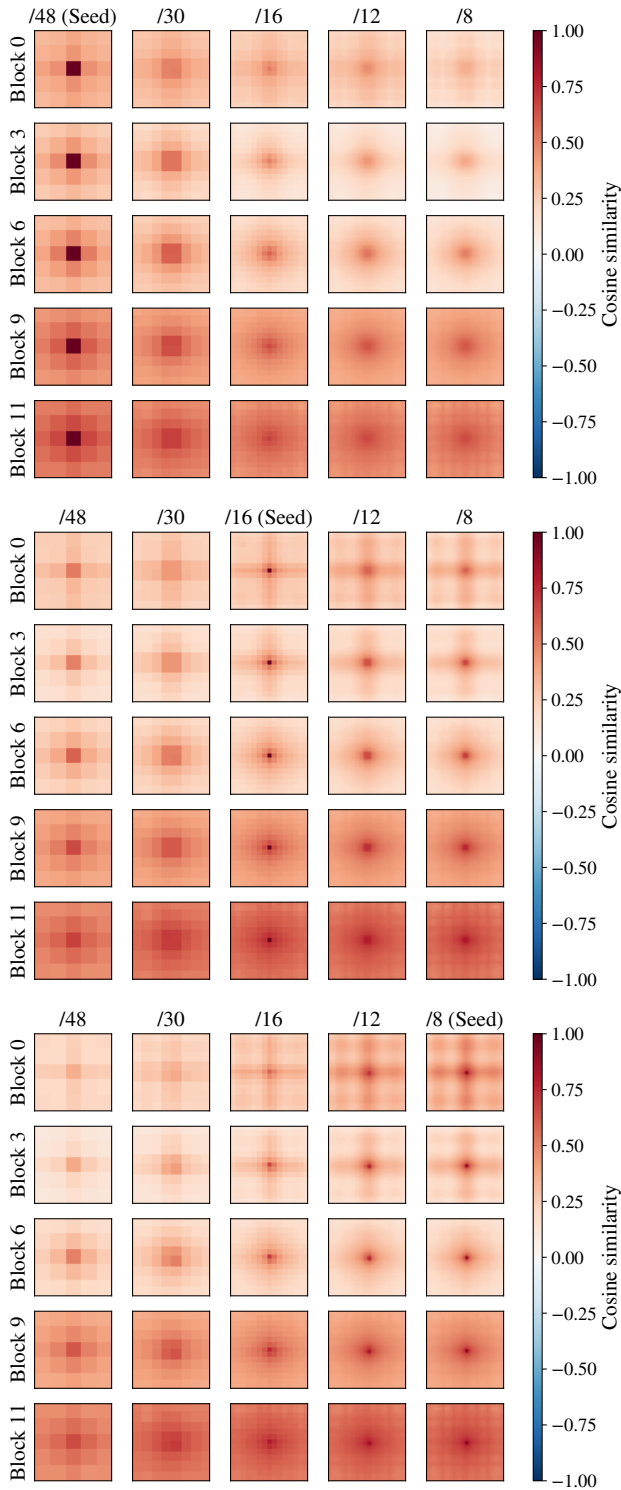 /48 (Seed) /30 /16 /12 /8
Block 0
Block 3
Block 6
Block 9
Block 11
1.00
0.75
0.50
0.25
0.00
−0.25
−0.50
−0.75
−1.00
Cosine similarity
/48 /30 /16 (Seed) /12 /8
Block 0
Block 3
Block 6
Block 9
Block 11
1.00
0.75
0.50
0.25
0.00
−0.25
−0.50
−0.75
−1.00
Cosine similarity
/48 /30 /16 /12 /8 (Seed)
Block 0
Block 3
Block 6
Block 9
Block 11
1.00
0.75
0.50
0.25
0.00
−0.25
−0.50
−0.75
−1.00
Cosine similarity